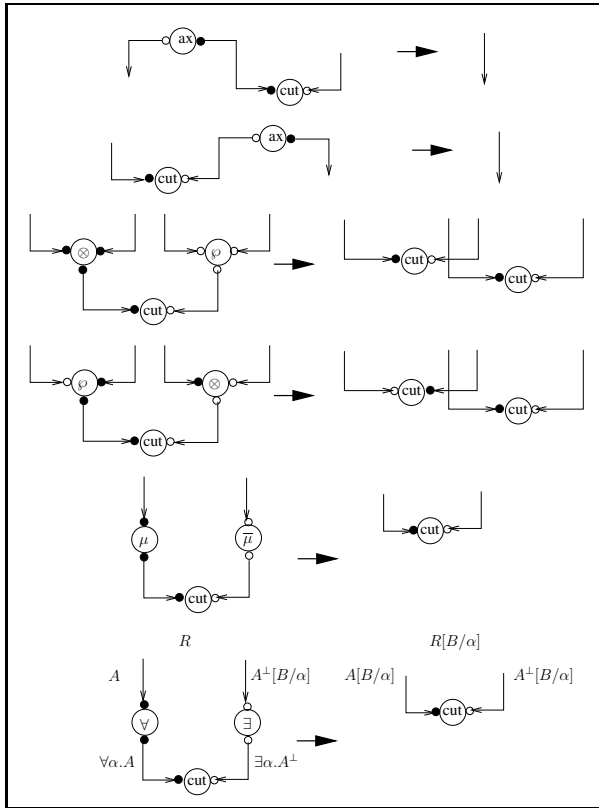 ax
cut
ax
cut
⊗ ℘
cut
cut
cut
℘ ⊗
cut
cut
cut
μ μ̅
cut
cut
R R[B/α]
A A⊥[B/α] A[B/α] A⊥[B/α]
∀ ∃
cut
∀α.A ∃α.A⊥
cut